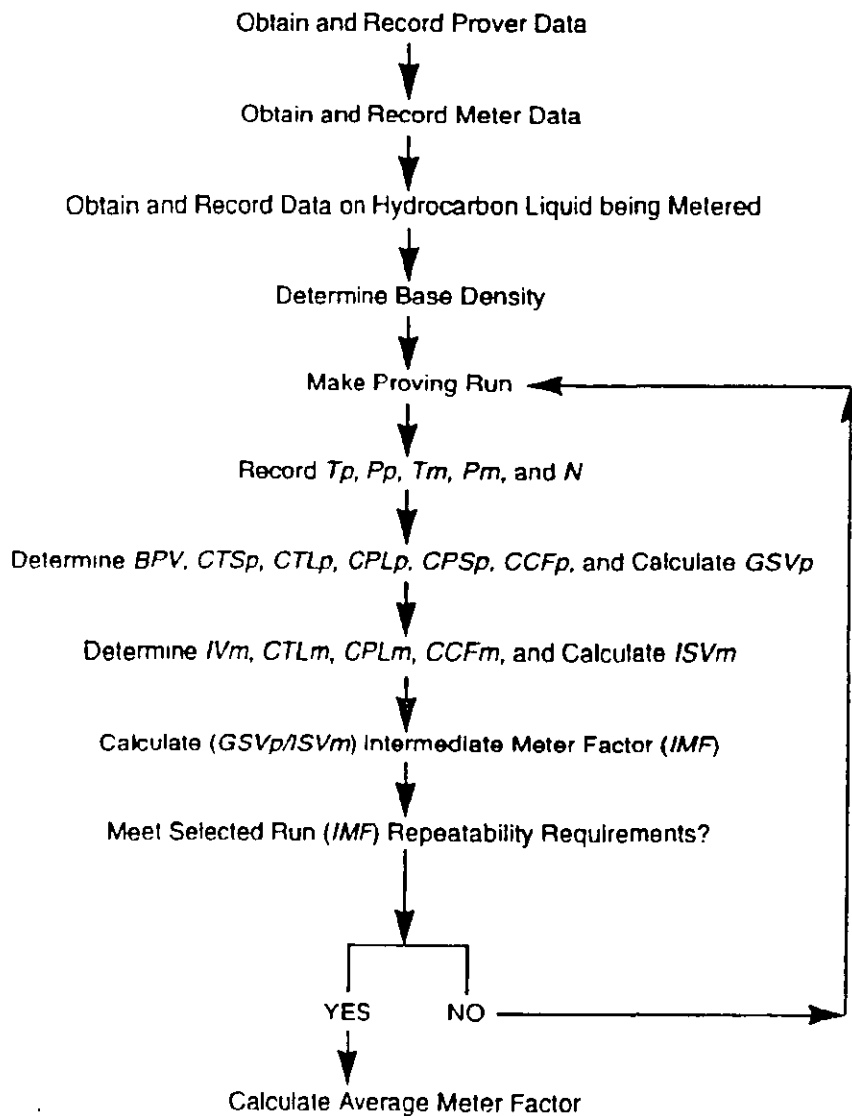 Obtain and Record Prover Data
Obtain and Record Meter Data
Obtain and Record Data on Hydrocarbon Liquid being Metered
Determine Base Density
Make Proving Run
Record Tp, Pp, Tm, Pm, and N
Determine BPV, CTSp, CTLp, CPLp, CPSp, CCFp, and Calculate GSVp
Determine IVm, CTLm, CPLm, CCFm, and Calculate ISVm
Calculate (GSVp/ISVm) Intermediate Meter Factor (IMF)
Meet Selected Run (IMF) Repeatability Requirements?
YES NO
Calculate Average Meter Factor